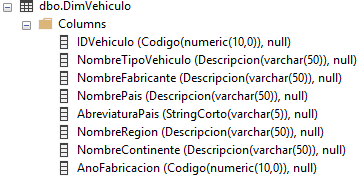 dbo.DimVehiculo
Columns
IDVehiculo (Codigo(numeric(10,0)), null)
NombreTipoVehiculo (Descripcion(varchar(50)), null)
NombreFabricante (Descripcion(varchar(50)), null)
NombrePais (Descripcion(varchar(50)), null)
AbreviaturaPais (StringCorto(varchar(5)), null)
NombreRegion (Descripcion(varchar(50)), null)
NombreContinente (Descripcion(varchar(50)), null)
AnoFabricacion (Codigo(numeric(10,0)), null)